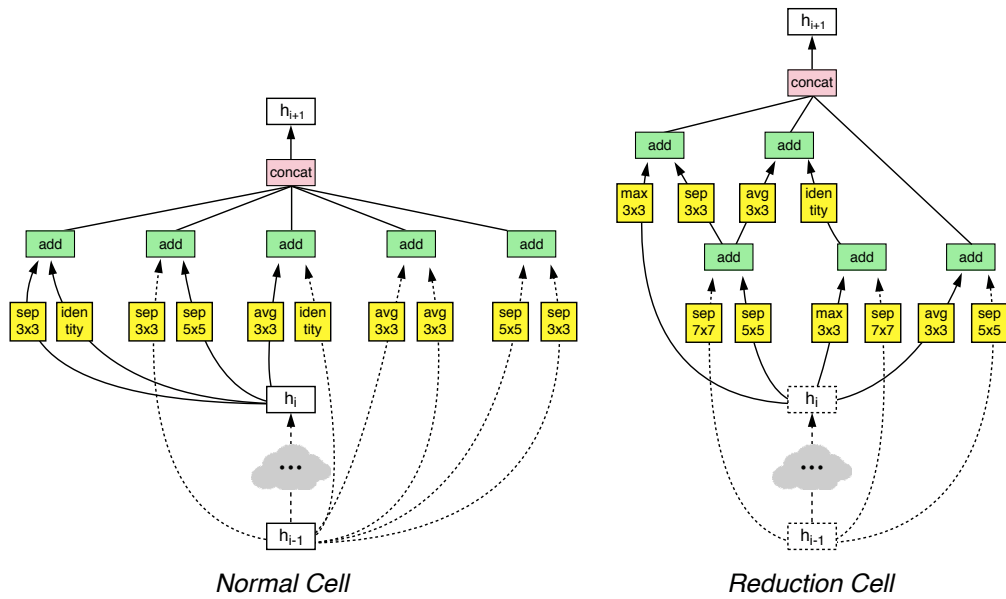 h_{i+1}
concat
add
add
add
add
add
sep
3x3
iden
tity
sep
3x3
sep
5x5
avg
3x3
iden
tity
avg
3x3
avg
3x3
sep
5x5
sep
3x3
h_i
...
h_{i-1}
Normal Cell
h_{i+1}
concat
add
add
max
3x3
sep
3x3
avg
3x3
iden
tity
add
add
add
sep
7x7
sep
5x5
max
3x3
sep
7x7
avg
3x3
sep
5x5
h_i
...
h_{i-1}
Reduction Cell